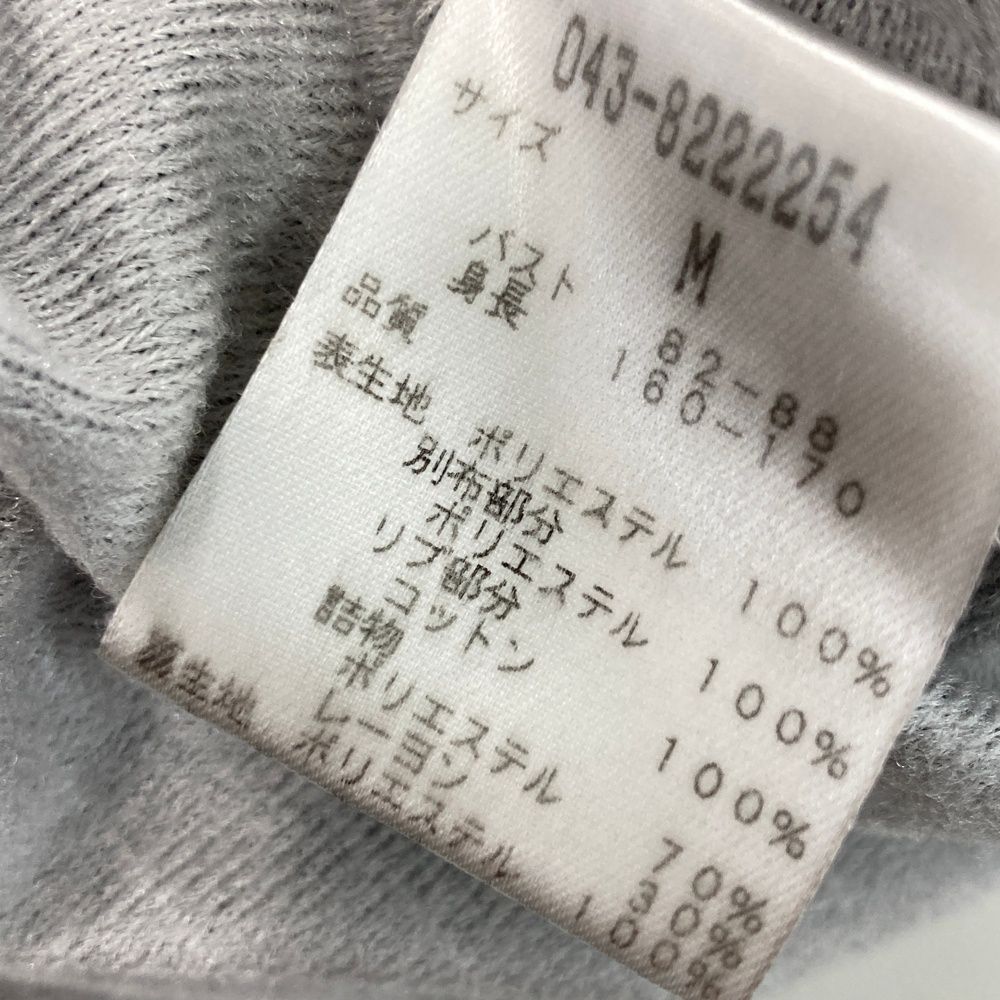 043-8222254
サイズ M
バスト 82-88
身長 160-170
品質
表生地
ポリエステル 100%
別布部分
ポリエステル 100%
リブ部分
コットン 100%
詰物
ポリエステル 70%
レーヨン 30%
裏生地 ポリエステル 100%